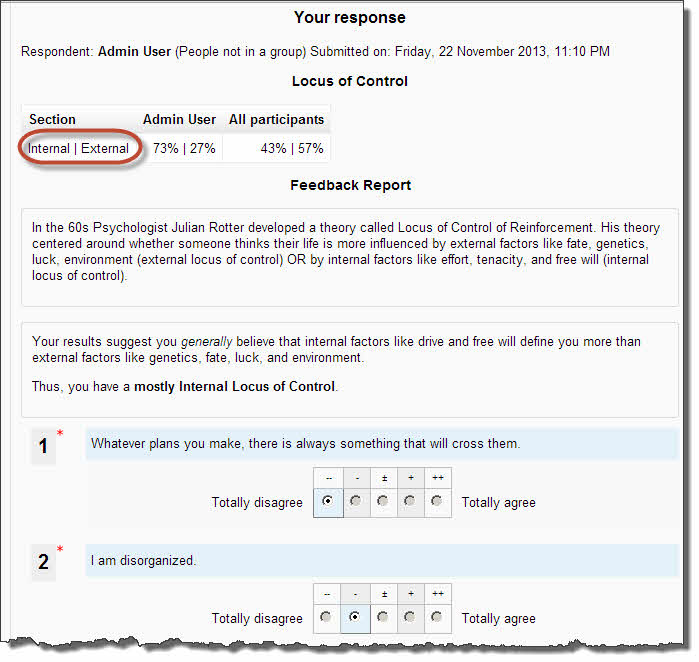 Your response
Respondent: Admin User (People not in a group) Submitted on: Friday, 22 November 2013, 11:10 PM
Locus of Control
Section Admin User All participants
Internal | External 73% | 27% 43% | 57%
Feedback Report
In the 60s Psychologist Julian Rotter developed a theory called Locus of Control of Reinforcement. His theory
centered around whether someone thinks their life is more influenced by external factors like fate, genetics,
luck, environment (external locus of control) OR by internal factors like effort, tenacity, and free will (internal
locus of control).
Your results suggest you generally believe that internal factors like drive and free will define you more than
external factors like genetics, fate, luck, and environment.
Thus, you have a mostly Internal Locus of Control.
1 * Whatever plans you make, there is always something that will cross them.
-- - ± + ++
Totally disagree Totally agree
2 * I am disorganized.
-- - ± + ++
Totally disagree Totally agree